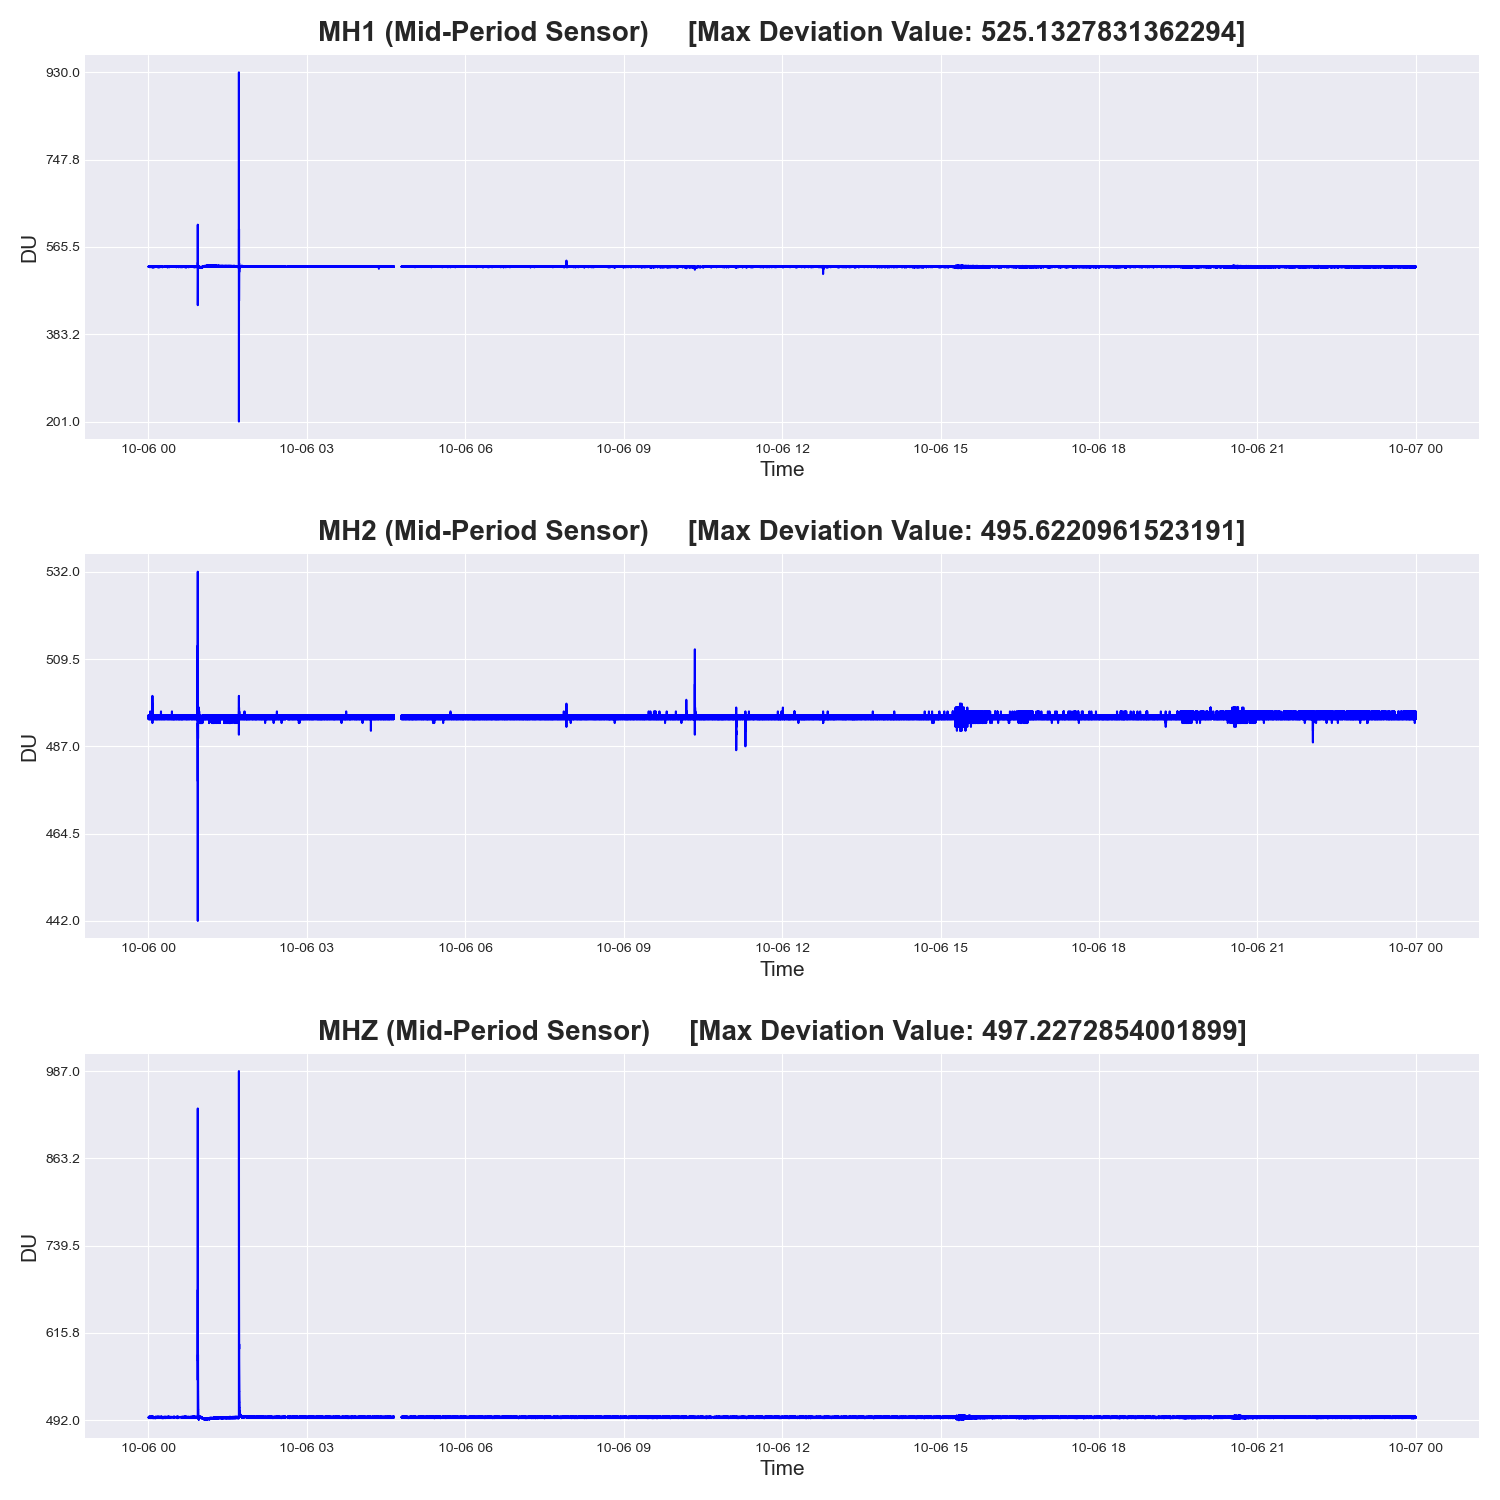 MH1 (Mid-Period Sensor) [Max Deviation Value: 525.1327831362294]
930.0
747.8
565.5
383.2
201.0
DU
10-06 00 10-06 03 10-06 06 10-06 09 10-06 12 10-06 15 10-06 18 10-06 21 10-07 00
Time
MH2 (Mid-Period Sensor) [Max Deviation Value: 495.6220961523191]
532.0
509.5
487.0
464.5
442.0
DU
10-06 00 10-06 03 10-06 06 10-06 09 10-06 12 10-06 15 10-06 18 10-06 21 10-07 00
Time
MHZ (Mid-Period Sensor) [Max Deviation Value: 497.2272854001899]
987.0
863.2
739.5
615.8
492.0
DU
10-06 00 10-06 03 10-06 06 10-06 09 10-06 12 10-06 15 10-06 18 10-06 21 10-07 00
Time